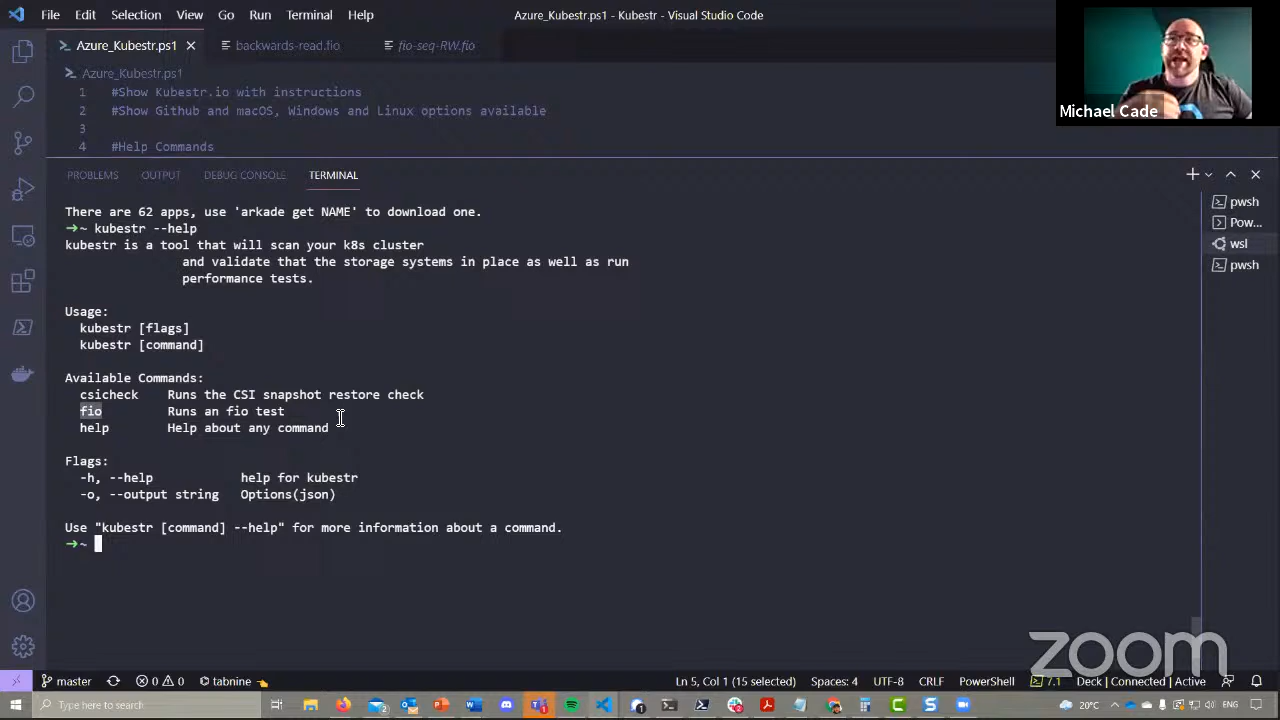 File Edit Selection View Go Run Terminal Help
Azure_Kubestr.ps1 - Kubestr - Visual Studio Code
Azure_Kubestr.ps1
backwards-read.fio
fio-seq-RW.fio
Azure_Kubestr.ps1
1 #Show Kubestr.io with instructions
2 #Show Github and macOS, Windows and Linux options available
3
4 #Help Commands
Michael Cade
PROBLEMS OUTPUT DEBUG CONSOLE TERMINAL
There are 62 apps, use 'arkade get NAME' to download one.
➜~ kubestr --help
kubestr is a tool that will scan your k8s cluster
and validate that the storage systems in place as well as run
performance tests.
Usage:
kubestr [flags]
kubestr [command]
Available Commands:
csicheck Runs the CSI snapshot restore check
fio Runs an fio test
help Help about any command
Flags:
-h, --help help for kubestr
-o, --output string Options(json)
Use "kubestr [command] --help" for more information about a command.
➜~
pwsh
Pow...
wsl
pwsh
zoom
master 0 0 tabnine Ln 5, Col 1 (15 selected) Spaces: 4 UTF-8 CRLF PowerShell 7.1 Deck | Connected | Active
Type here to search 20°C ENG